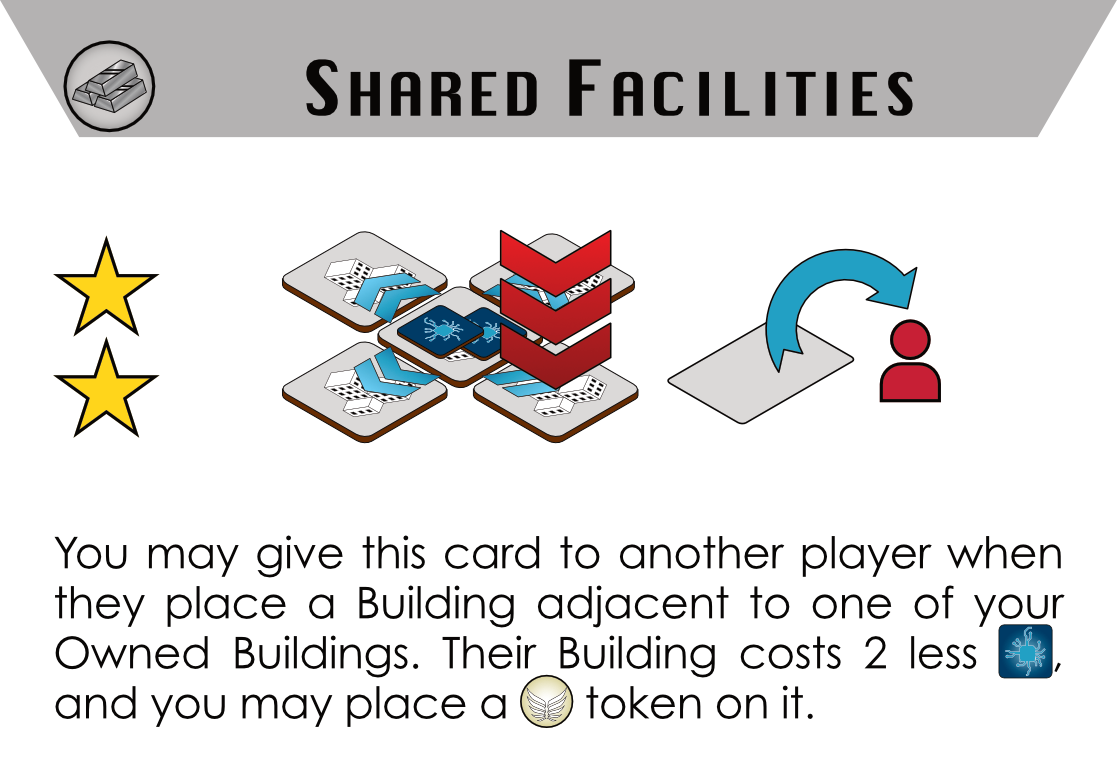 SHARED FACILITIES
You may give this card to another player when
they place a Building adjacent to one of your
Owned Buildings. Their Building costs 2 less ,
and you may place a token on it.